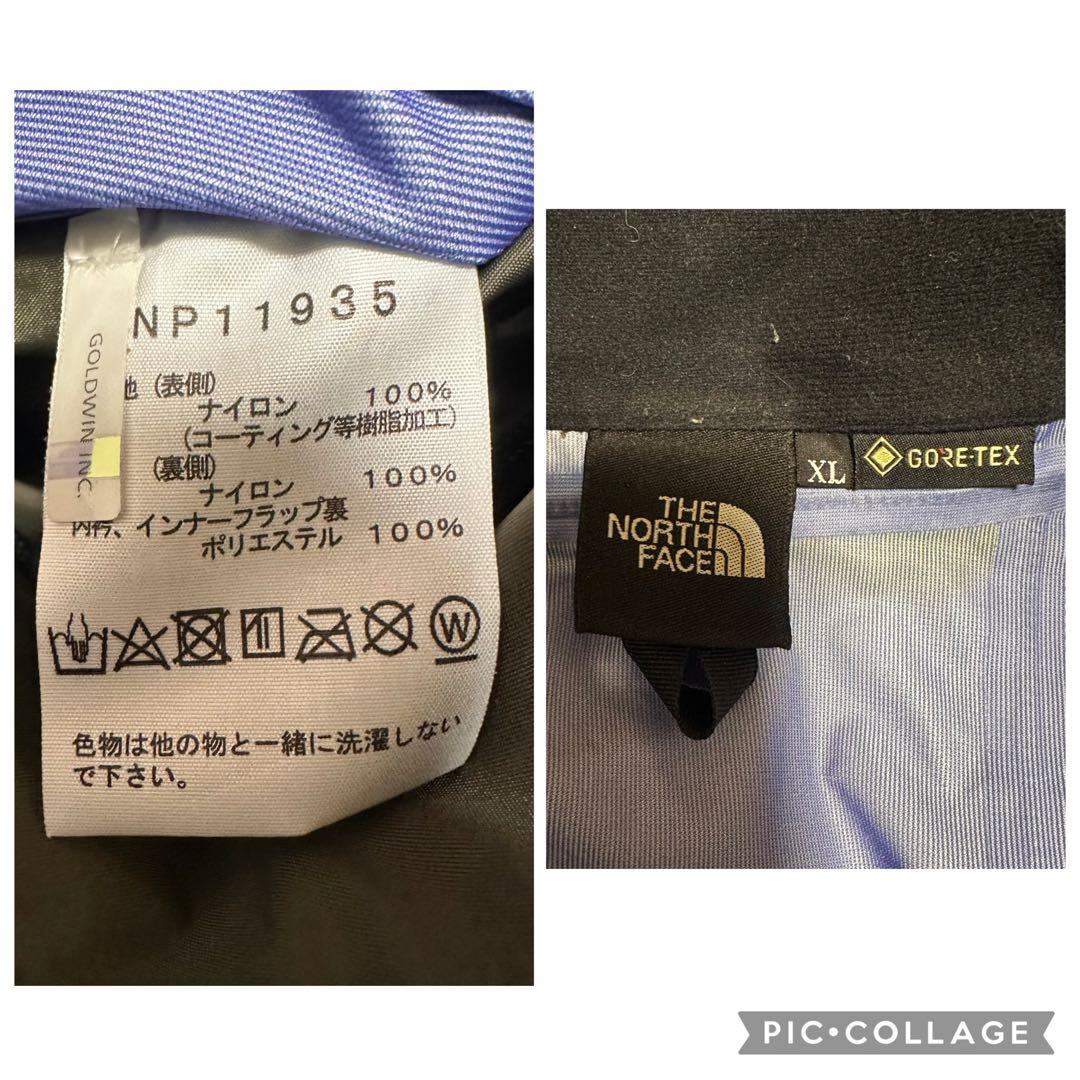 NP11935
GOLDWIN INC.
地 (表側)
ナイロン 100%
(コーティング等樹脂加工)
(裏側)
ナイロン 100%
内衿、インナーフラップ裏
ポリエステル 100%
W
色物は他の物と一緒に洗濯しない
で下さい。
THE
NORTH
FACE
XL
GORE-TEX
PIC•COLLAGE